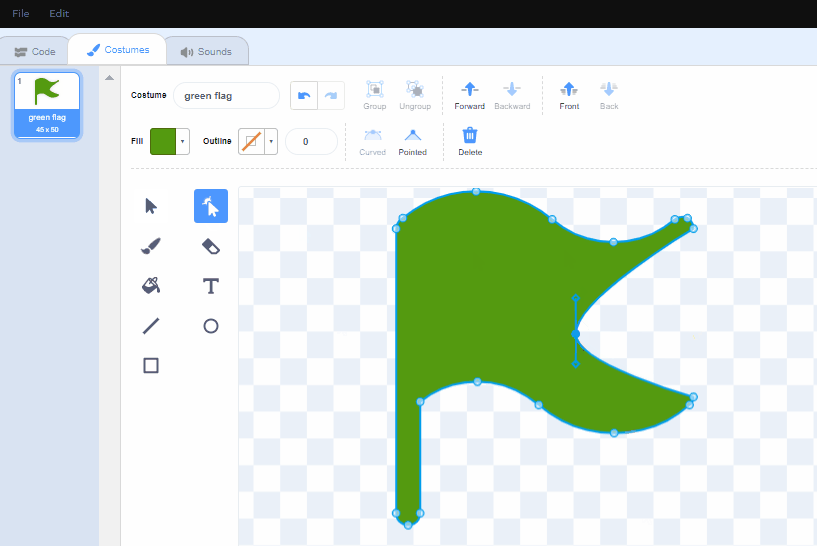 File Edit
Code Costumes Sounds
1
green flag
45 x 50
Costume green flag Group Ungroup Forward Backward Front Back
Fill Outline 0 Curved Pointed Delete
T